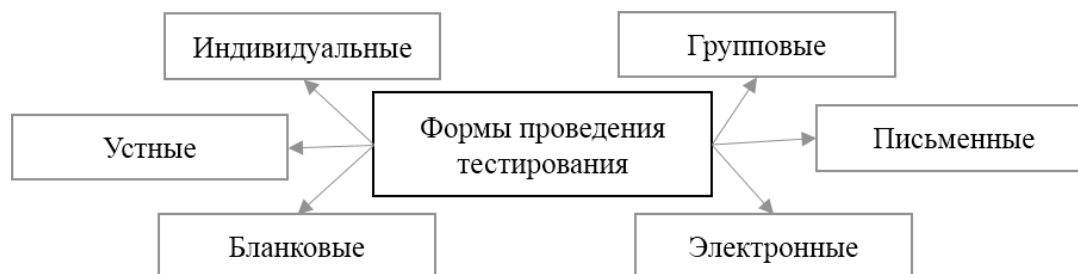 Индивидуальные
Групповые
Формы проведения
тестирования
Устные
Письменные
Бланковые
Электронные